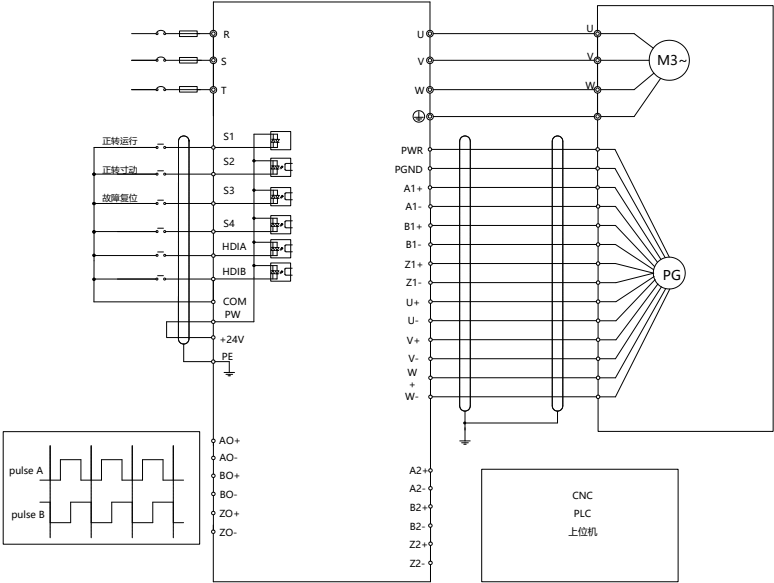 R
S
T
U
V
W
U
V
W
M3~
正转运行
正转寸动
故障复位
S1
S2
S3
S4
HDIA
HDIB
COM
PW
+24V
PE
PWR
PGND
A1+
A1-
B1+
B1-
Z1+
Z1-
U+
U-
V+
V-
W
+
W-
PG
pulse A
pulse B
AO+
AO-
BO+
BO-
ZO+
ZO-
A2+
A2-
B2+
B2-
Z2+
Z2-
CNC
PLC
上位机